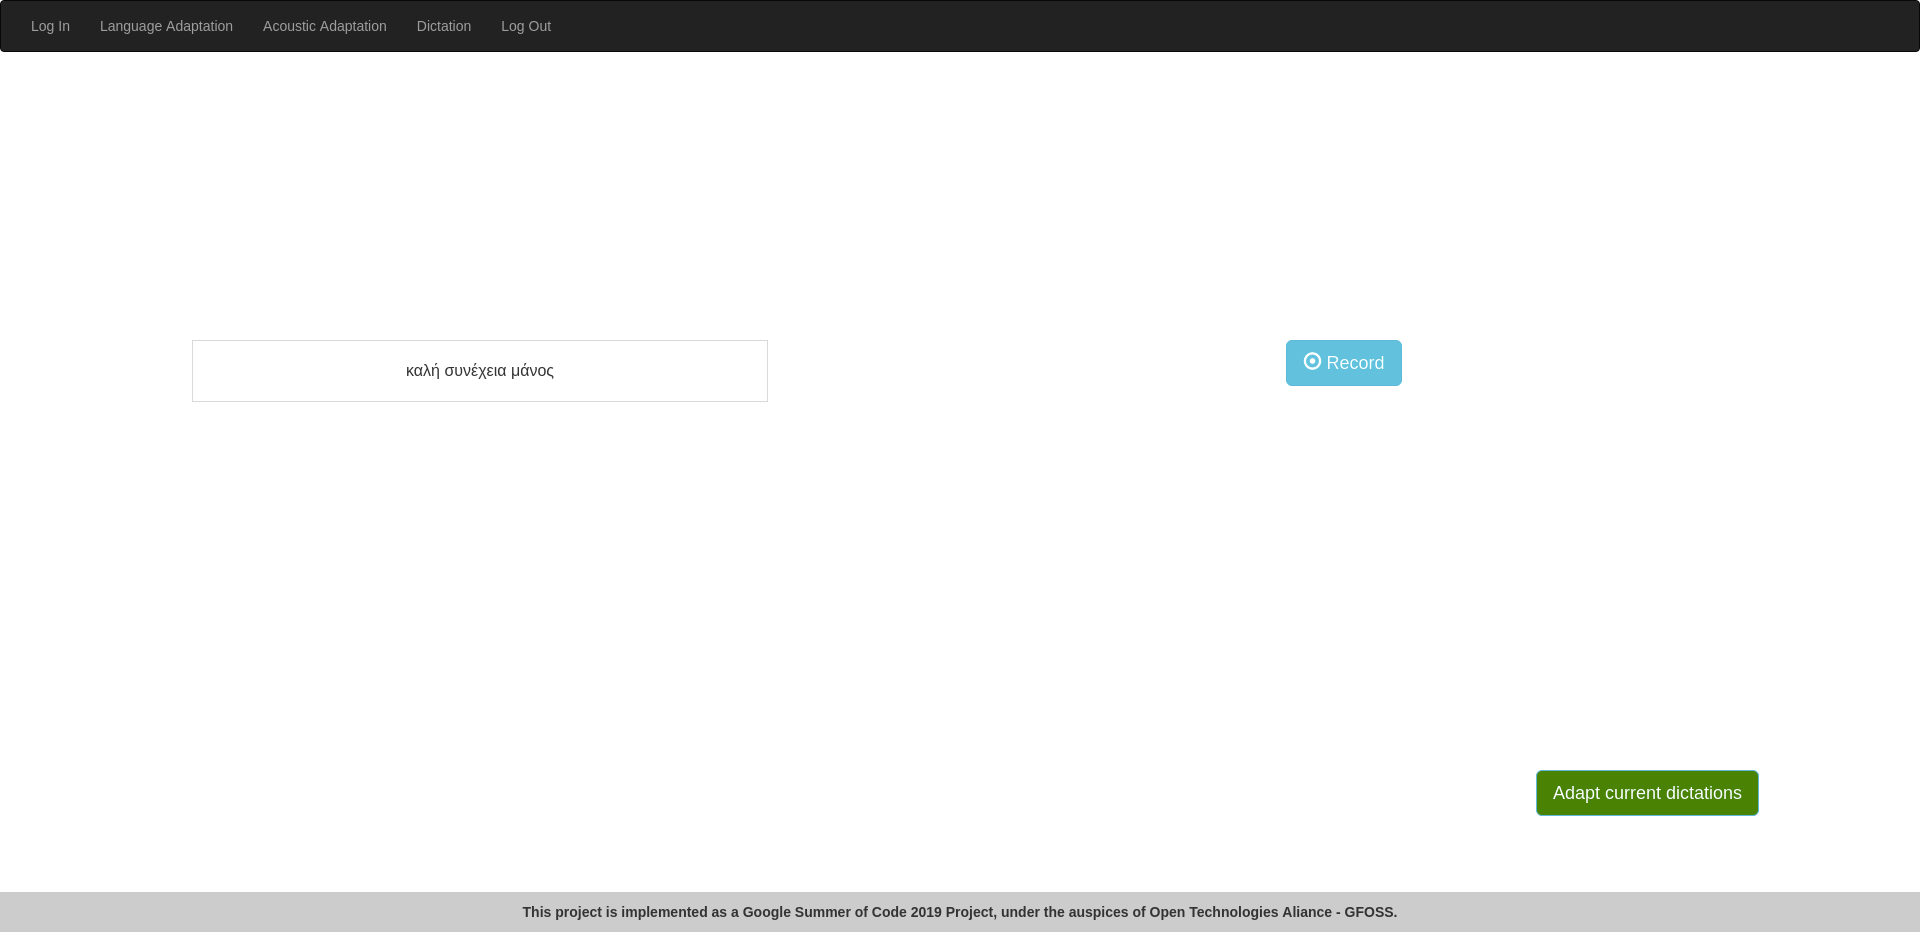 Log In Language Adaptation Acoustic Adaptation Dictation Log Out
καλή συνέχεια μάνος
Record
Adapt current dictations
This project is implemented as a Google Summer of Code 2019 Project, under the auspices of Open Technologies Aliance - GFOSS.